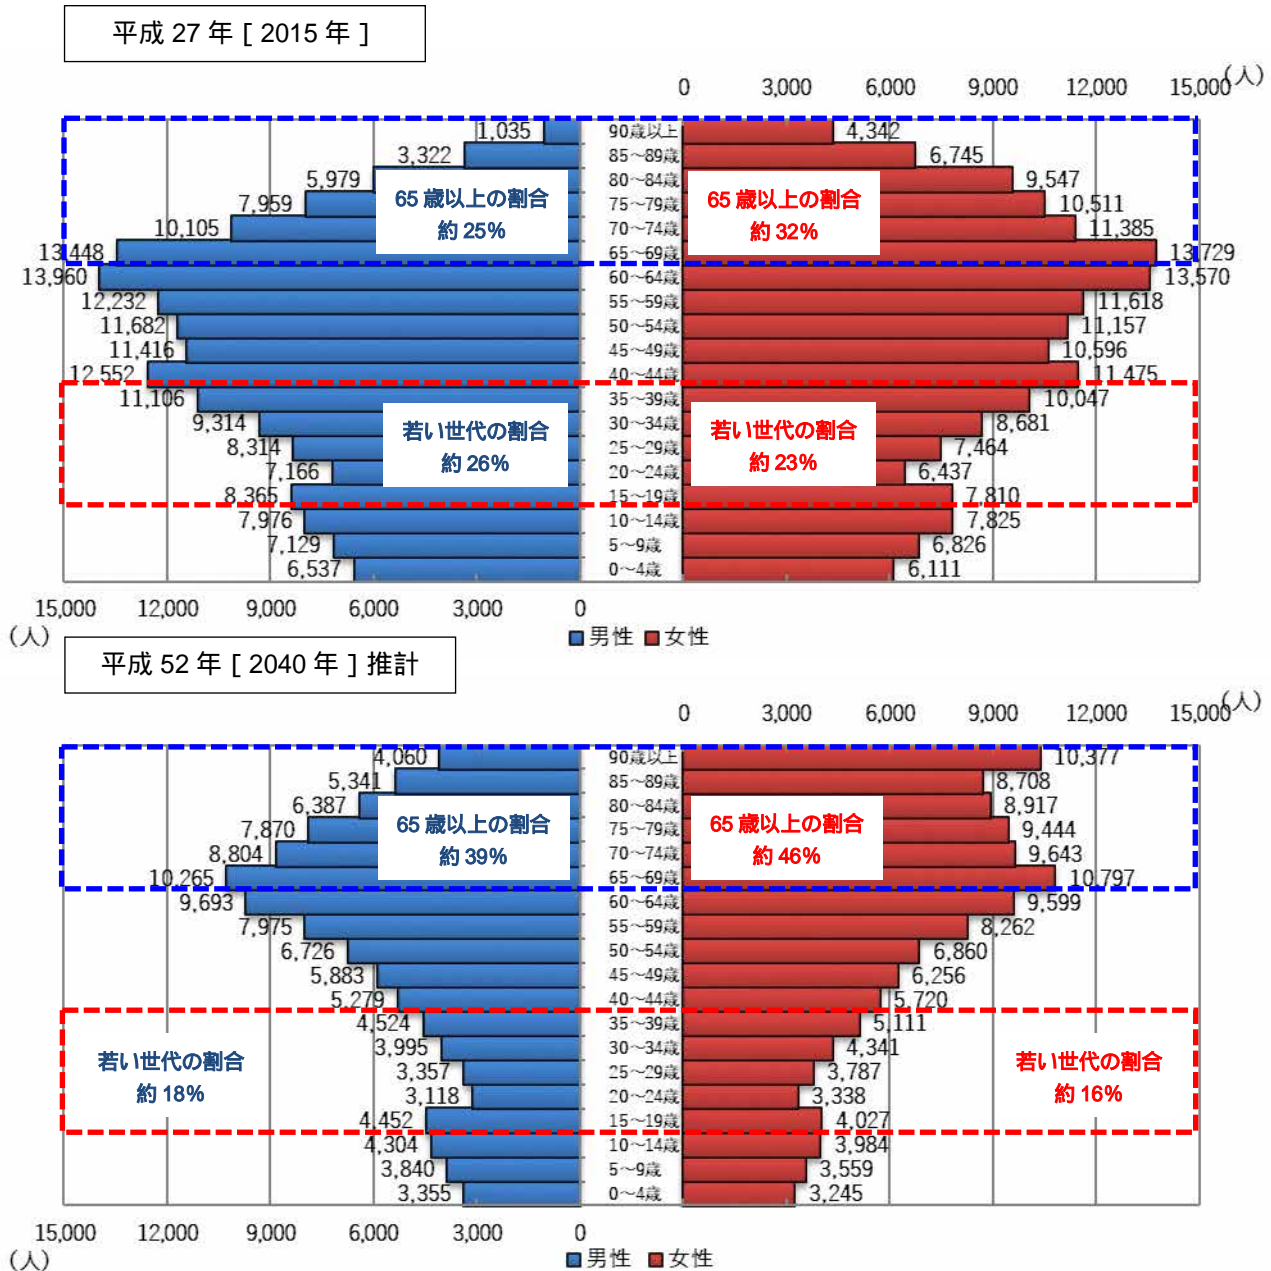 平成 27 年 [ 2015 年 ]
0 3,000 6,000 9,000 12,000 15,000 (人)
1,035 90歳以上 4,342
3,322 85～89歳 6,745
5,979 80～84歳 9,547
7,959 75～79歳 10,511
10,105 70～74歳 11,385
13,448 65～69歳 13,729
65 歳以上の割合
約 25%
65 歳以上の割合
約 32%
13,960 60～64歳 13,570
12,232 55～59歳 11,618
11,682 50～54歳 11,157
11,416 45～49歳 10,596
12,552 40～44歳 11,475
11,106 35～39歳 10,047
9,314 30～34歳 8,681
8,314 25～29歳 7,464
7,166 20～24歳 6,437
8,365 15～19歳 7,810
若い世代の割合
約 26%
若い世代の割合
約 23%
7,976 10～14歳 7,825
7,129 5～9歳 6,826
6,537 0～4歳 6,111
15,000 12,000 9,000 6,000 3,000 0
(人)
男性 女性
平成 52 年 [ 2040 年 ] 推計
0 3,000 6,000 9,000 12,000 15,000 (人)
4,060 90歳以上 10,377
5,341 85～89歳 8,708
6,387 80～84歳 8,917
7,870 75～79歳 9,444
8,804 70～74歳 9,643
10,265 65～69歳 10,797
65 歳以上の割合
約 39%
65 歳以上の割合
約 46%
9,693 60～64歳 9,599
7,975 55～59歳 8,262
6,726 50～54歳 6,860
5,883 45～49歳 6,256
5,279 40～44歳 5,720
4,524 35～39歳 5,111
3,995 30～34歳 4,341
3,357 25～29歳 3,787
3,118 20～24歳 3,338
4,452 15～19歳 4,027
若い世代の割合
約 18%
若い世代の割合
約 16%
4,304 10～14歳 3,984
3,840 5～9歳 3,559
3,355 0～4歳 3,245
15,000 12,000 9,000 6,000 3,000 0
(人)
男性 女性